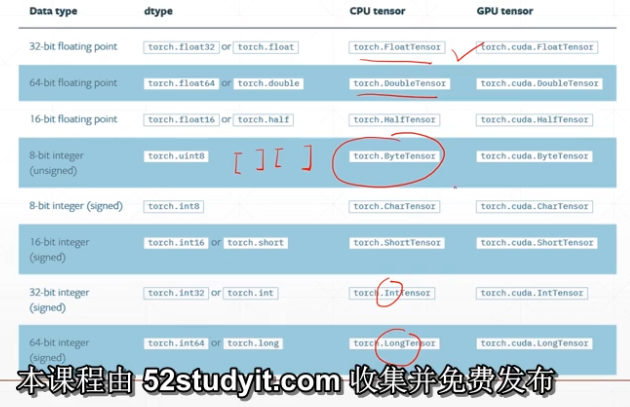 Data type dtype CPU tensor GPU tensor
32-bit floating point torch.float32 or torch.float torch.FloatTensor torch.cuda.FloatTensor
64-bit floating point torch.float64 or torch.double torch.DoubleTensor torch.cuda.DoubleTensor
16-bit floating point torch.float16 or torch.half torch.HalfTensor torch.cuda.HalfTensor
8-bit integer torch.uint8 [ ] [ ] torch.ByteTensor torch.cuda.ByteTensor
(unsigned)
8-bit integer (signed) torch.int8 torch.CharTensor torch.cuda.CharTensor
16-bit integer torch.int16 or torch.short torch.ShortTensor torch.cuda.ShortTensor
(signed)
32-bit integer torch.int32 or torch.int torch.IntTensor torch.cuda.IntTensor
(signed)
64-bit integer torch.int64 or torch.long torch.LongTensor torch.cuda.LongTensor
(signed)
本课程由 52studyit.com 收集并免费发布